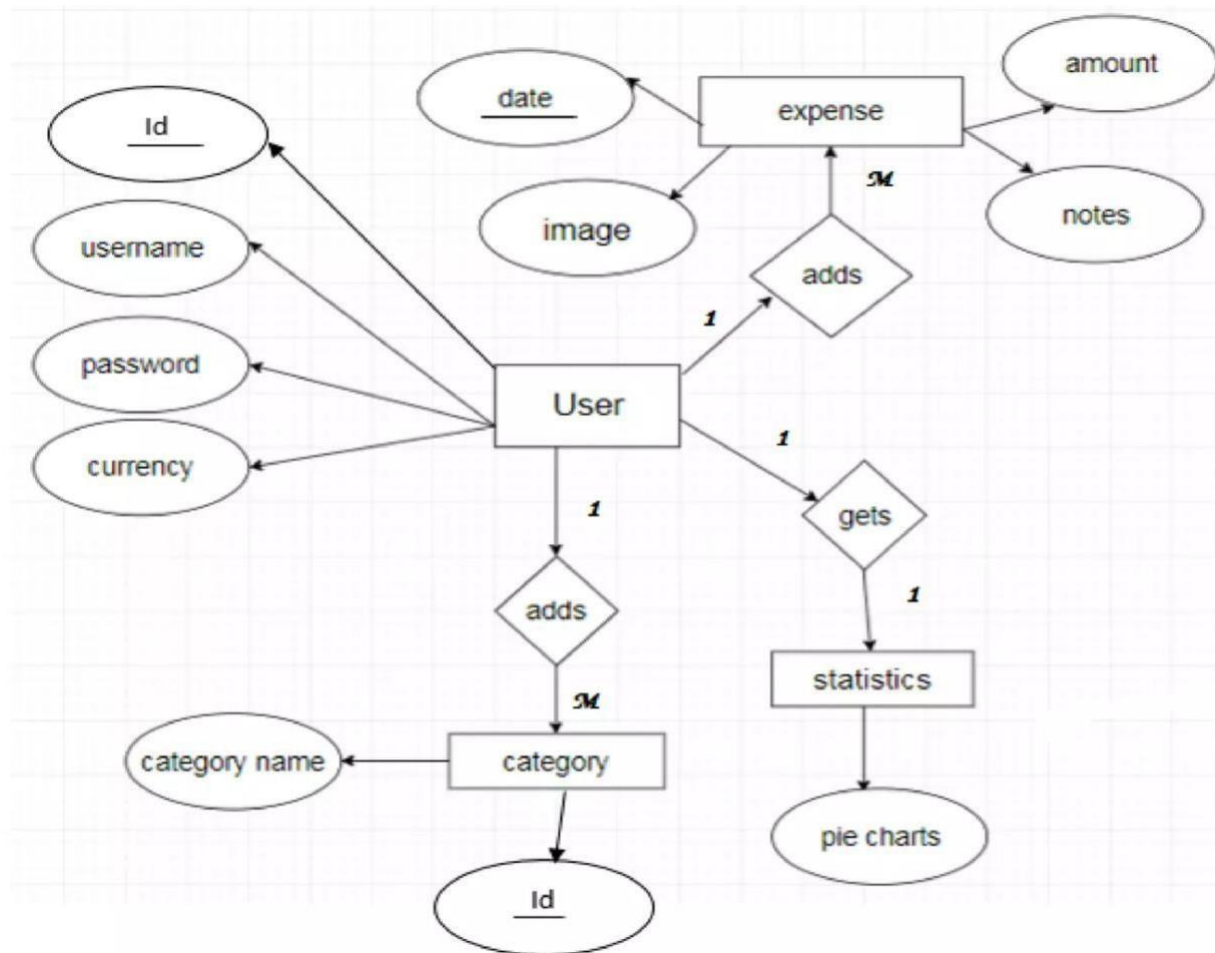 amount
date
expense
Id
M
username
image
notes
adds
1
password
User
currency
1
1
gets
adds
1
statistics
M
category name
category
pie charts
Id